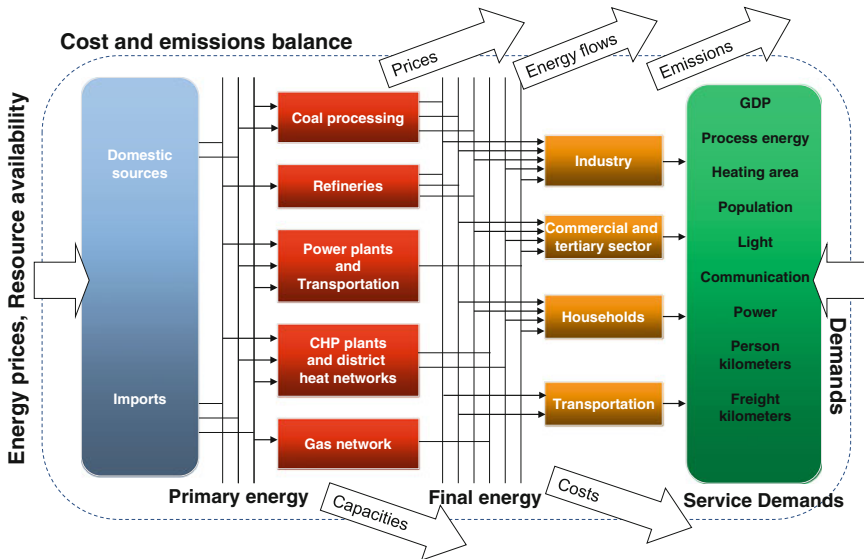 Cost and emissions balance
Prices
Energy flows
Emissions
Energy prices, Resource availability
Domestic
sources
Imports
Coal processing
Refineries
Power plants
and
Transportation
CHP plants
and district
heat networks
Gas network
Industry
Commercial and
tertiary sector
Households
Transportation
GDP
Process energy
Heating area
Population
Light
Communication
Power
Person
kilometers
Freight
kilometers
Demands
Primary energy
Capacities
Final energy
Costs
Service Demands